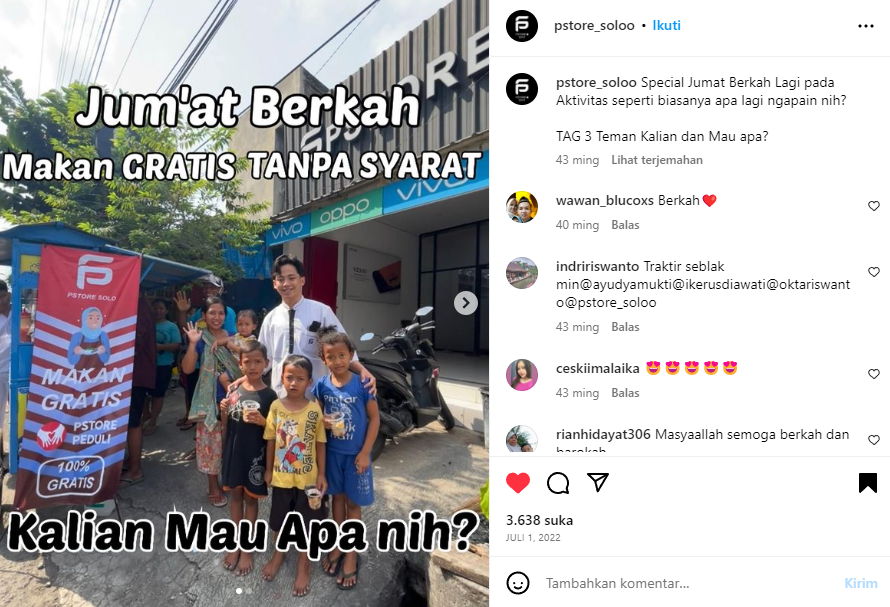 Jum'at Berkah
Makan GRATIS TANPA SYARAT
PSTORE
vivo
oppo
vivo
PSTORE SOLO
MAKAN
GRATIS
PSTORE
PEDULI
100%
GRATIS
Kalian Mau Apa nih?
pstore_soloo • Ikuti
pstore_soloo Special Jumat Berkah Lagi pada
Aktivitas seperti biasanya apa lagi ngapain nih?
TAG 3 Teman Kalian dan Mau apa?
43 ming Lihat terjemahan
wawan_blucoxs Berkah❤️
40 ming Balas
indririswanto Traktir seblak
min@ayudyamukti@ikerusdiawati@oktariswant
o@pstore_soloo
43 ming Balas
ceskiimalaika 😍😍😍😍😍
43 ming Balas
rianhidayat306 Masyaallah semoga berkah dan
3.638 suka
JULI 1, 2022
Tambahkan komentar...
Kirim